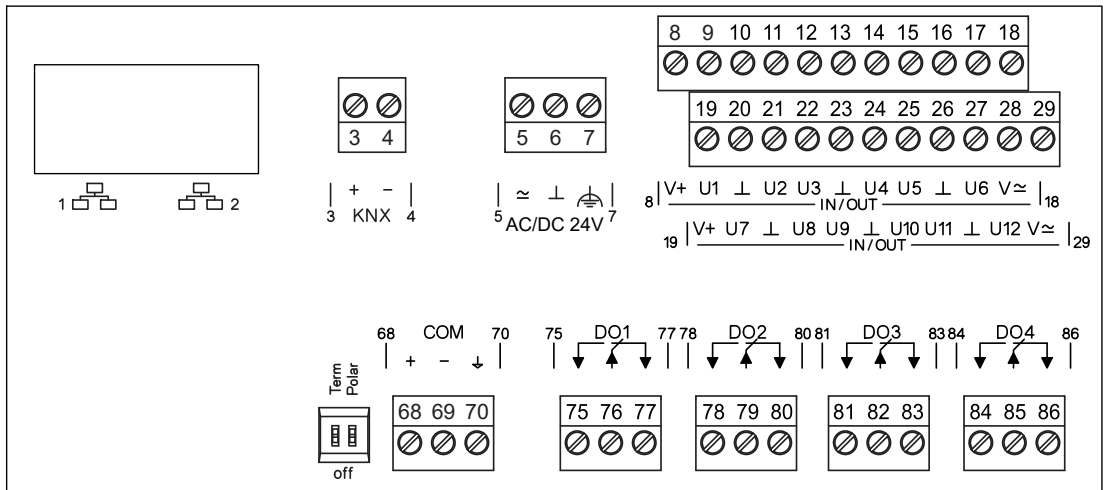 8 9 10 11 12 13 14 15 16 17 18
3 4
5 6 7
19 20 21 22 23 24 25 26 27 28 29
1 2
3 + − 4
KNX
5 ≃ ⊥ 7
AC/DC 24V
8 V+ U1 ⊥ U2 U3 ⊥ U4 U5 ⊥ U6 V≃ 18
IN/OUT
19 V+ U7 ⊥ U8 U9 ⊥ U10 U11 ⊥ U12 V≃ 29
IN/OUT
68 COM 70 75 DO1 77 78 DO2 80 81 DO3 83 84 DO4 86
+ −
Term
Polar
68 69 70 75 76 77 78 79 80 81 82 83 84 85 86
off